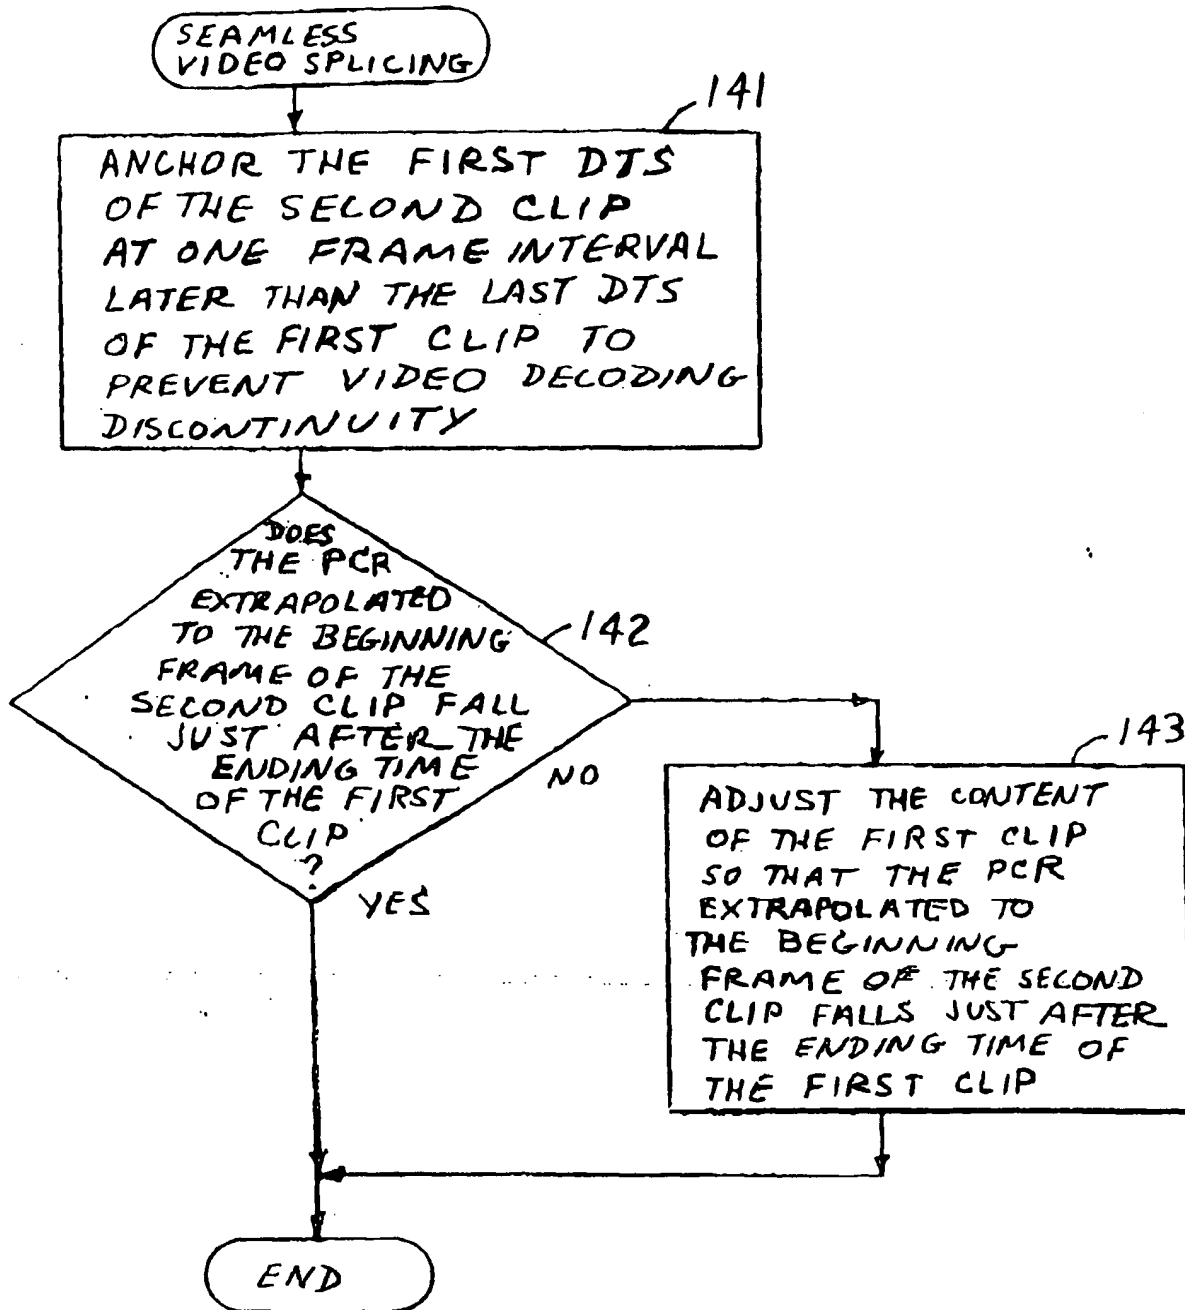 SEAMLESS
VIDEO SPLICING
141
ANCHOR THE FIRST DTS
OF THE SECOND CLIP
AT ONE FRAME INTERVAL
LATER THAN THE LAST DTS
OF THE FIRST CLIP TO
PREVENT VIDEO DECODING
DISCONTINUITY
DOES
THE PCR
EXTRAPOLATED
TO THE BEGINNING
FRAME OF THE
SECOND CLIP FALL
JUST AFTER THE
ENDING TIME
OF THE FIRST
CLIP
?
142
NO
YES
143
ADJUST THE CONTENT
OF THE FIRST CLIP
SO THAT THE PCR
EXTRAPOLATED TO
THE BEGINNING
FRAME OF THE SECOND
CLIP FALLS JUST AFTER
THE ENDING TIME OF
THE FIRST CLIP
END